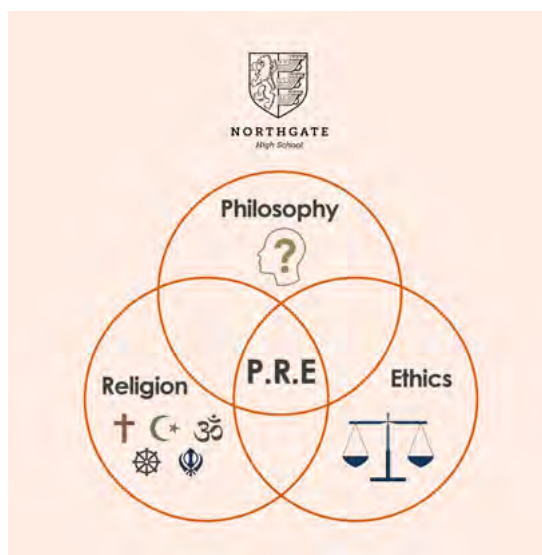 NORTHGATE
High School
Philosophy
?
P.R.E
Religion
Ethics
ॐ